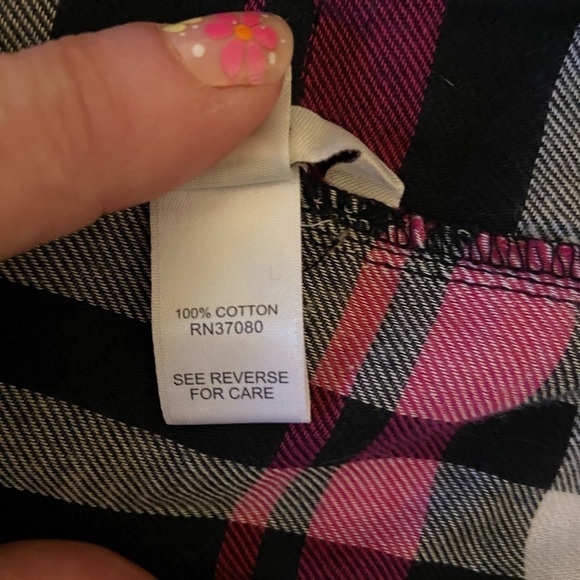 100% COTTON
RN37080
SEE REVERSE
FOR CARE